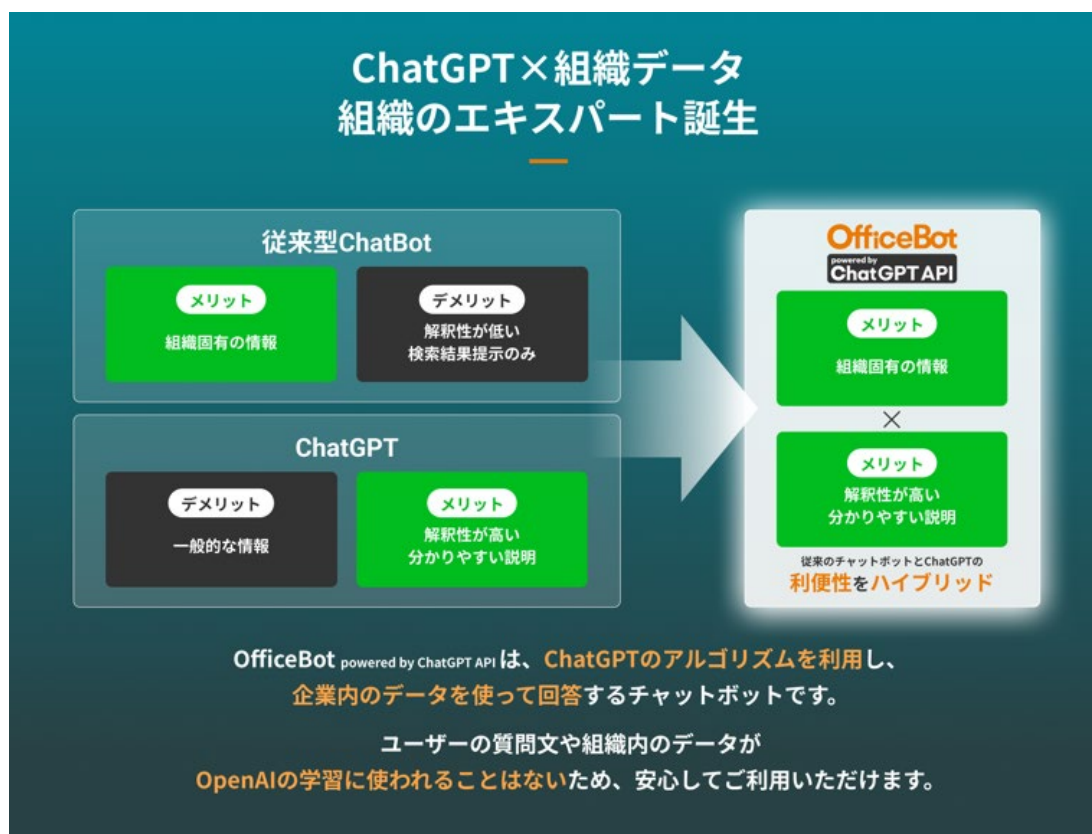 ChatGPT×組織データ
組織のエキスパート誕生
従来型ChatBot
メリット
組織固有の情報
デメリット
解釈性が低い
検索結果提示のみ
ChatGPT
デメリット
一般的な情報
メリット
解釈性が高い
分かりやすい説明
OfficeBot
powered by
ChatGPT API
メリット
組織固有の情報
×
メリット
解釈性が高い
分かりやすい説明
従来のチャットボットとChatGPTの
利便性をハイブリッド
OfficeBot powered by ChatGPT API は、ChatGPTのアルゴリズムを利用し、
企業内のデータを使って回答するチャットボットです。
ユーザーの質問文や組織内のデータが
OpenAIの学習に使われることはないため、安心してご利用いただけます。